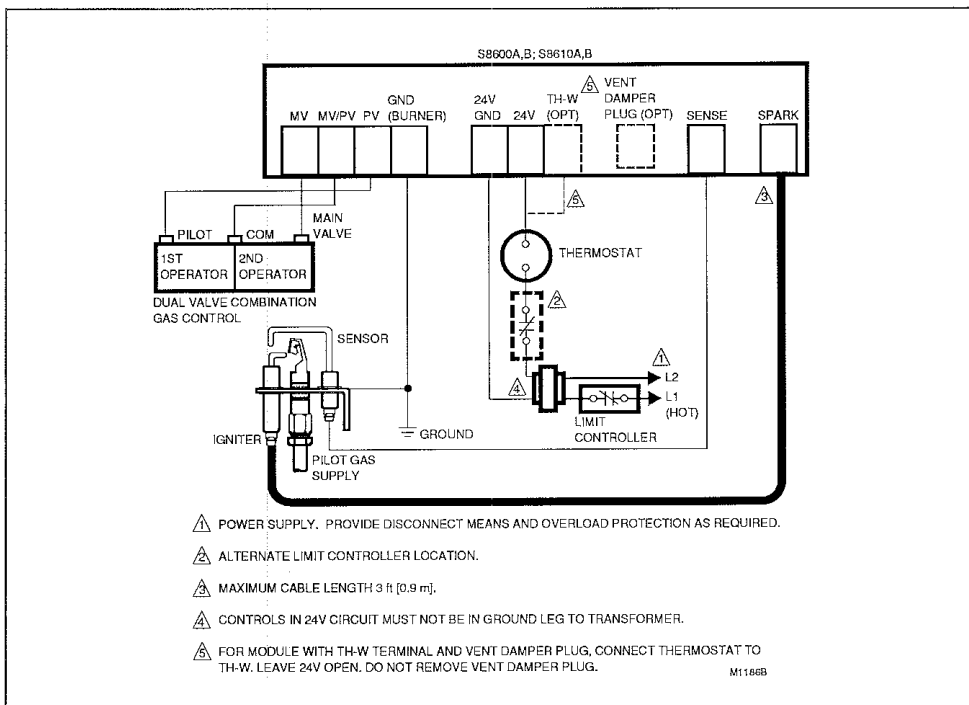 S8600A,B; S8610A,B
MV MV/PV PV GND (BURNER) 24V GND 24V TH-W (OPT) 5 VENT DAMPER PLUG (OPT) SENSE SPARK
5
3
MAIN VALVE
PILOT COM
1ST OPERATOR 2ND OPERATOR
DUAL VALVE COMBINATION
GAS CONTROL
THERMOSTAT
2
SENSOR
1
L2
4
L1
(HOT)
LIMIT
CONTROLLER
GROUND
IGNITER
PILOT GAS
SUPPLY
1 POWER SUPPLY. PROVIDE DISCONNECT MEANS AND OVERLOAD PROTECTION AS REQUIRED.
2 ALTERNATE LIMIT CONTROLLER LOCATION.
3 MAXIMUM CABLE LENGTH 3 ft [0.9 m].
4 CONTROLS IN 24V CIRCUIT MUST NOT BE IN GROUND LEG TO TRANSFORMER.
5 FOR MODULE WITH TH-W TERMINAL AND VENT DAMPER PLUG, CONNECT THERMOSTAT TO
TH-W. LEAVE 24V OPEN. DO NOT REMOVE VENT DAMPER PLUG.
M1186B